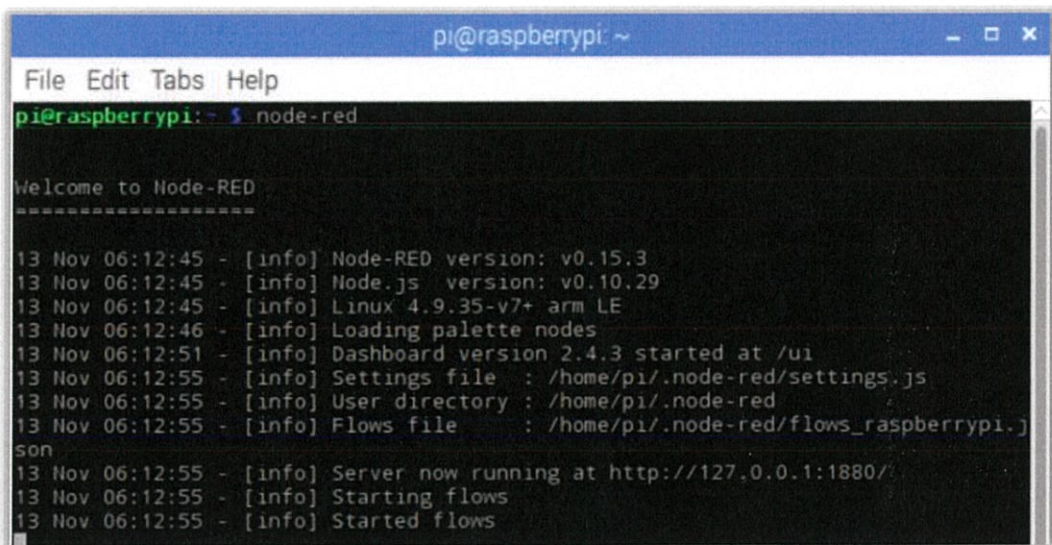 pi@raspberrypi: ~
File Edit Tabs Help
pi@raspberrypi:~ $ node-red
Welcome to Node-RED
===================
13 Nov 06:12:45 - [info] Node-RED version: v0.15.3
13 Nov 06:12:45 - [info] Node.js  version: v0.10.29
13 Nov 06:12:45 - [info] Linux 4.9.35-v7+ arm LE
13 Nov 06:12:46 - [info] Loading palette nodes
13 Nov 06:12:51 - [info] Dashboard version 2.4.3 started at /ui
13 Nov 06:12:55 - [info] Settings file  : /home/pi/.node-red/settings.js
13 Nov 06:12:55 - [info] User directory : /home/pi/.node-red
13 Nov 06:12:55 - [info] Flows file     : /home/pi/.node-red/flows_raspberrypi.j
son
13 Nov 06:12:55 - [info] Server now running at http://127.0.0.1:1880/
13 Nov 06:12:55 - [info] Starting flows
13 Nov 06:12:55 - [info] Started flows